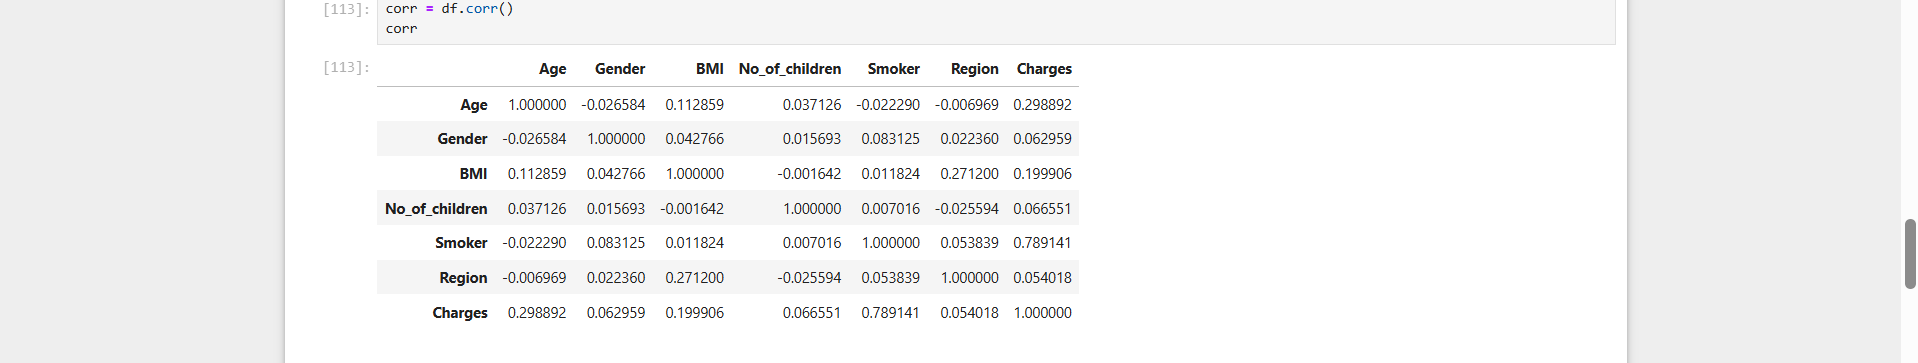 [113]: corr = df.corr()
corr
[113]:
Age Gender BMI No_of_children Smoker Region Charges
Age 1.000000 -0.026584 0.112859 0.037126 -0.022290 -0.006969 0.298892
Gender -0.026584 1.000000 0.042766 0.015693 0.083125 0.022360 0.062959
BMI 0.112859 0.042766 1.000000 -0.001642 0.011824 0.271200 0.199906
No_of_children 0.037126 0.015693 -0.001642 1.000000 0.007016 -0.025594 0.066551
Smoker -0.022290 0.083125 0.011824 0.007016 1.000000 0.053839 0.789141
Region -0.006969 0.022360 0.271200 -0.025594 0.053839 1.000000 0.054018
Charges 0.298892 0.062959 0.199906 0.066551 0.789141 0.054018 1.000000